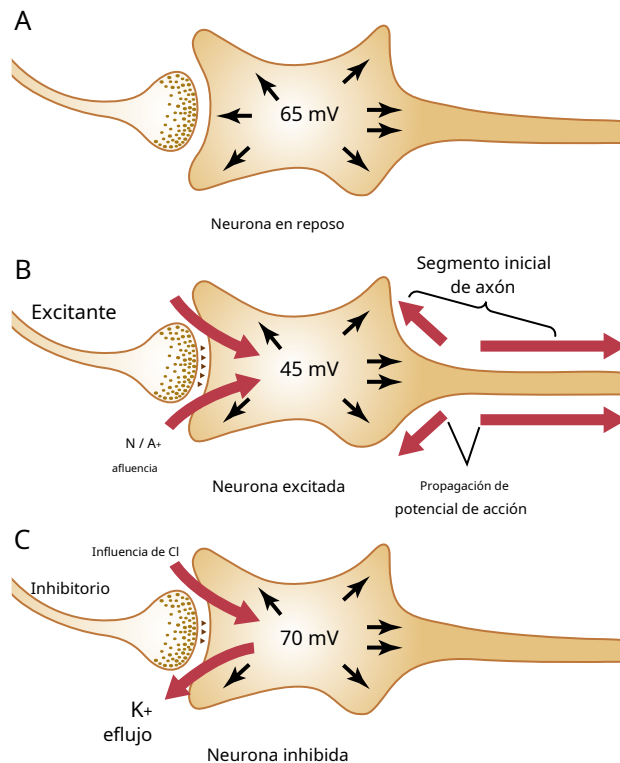 A
65 mV
Neurona en reposo
B
Segmento inicial
de axón
Excitante
45 mV
N / A+
afluencia
Neurona excitada
Propagación de
potencial de acción
C
Influencia de Cl
Inhibitorio
70 mV
K+
eflujo
Neurona inhibida